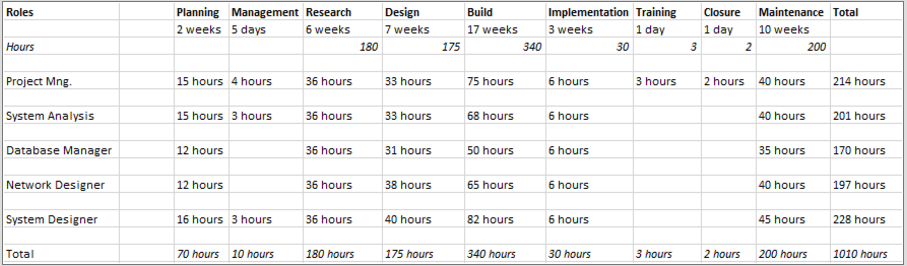 Roles Planning Management Research Design Build Implementation Training Closure Maintenance Total
2 weeks 5 days 6 weeks 7 weeks 17 weeks 3 weeks 1 day 1 day 10 weeks
Hours 180 175 340 30 3 2 200
Project Mng. 15 hours 4 hours 36 hours 33 hours 75 hours 6 hours 3 hours 2 hours 40 hours 214 hours
System Analysis 15 hours 3 hours 36 hours 33 hours 68 hours 6 hours 40 hours 201 hours
Database Manager 12 hours 36 hours 31 hours 50 hours 6 hours 35 hours 170 hours
Network Designer 12 hours 36 hours 38 hours 65 hours 6 hours 40 hours 197 hours
System Designer 16 hours 3 hours 36 hours 40 hours 82 hours 6 hours 45 hours 228 hours
Total 70 hours 10 hours 180 hours 175 hours 340 hours 30 hours 3 hours 2 hours 200 hours 1010 hours